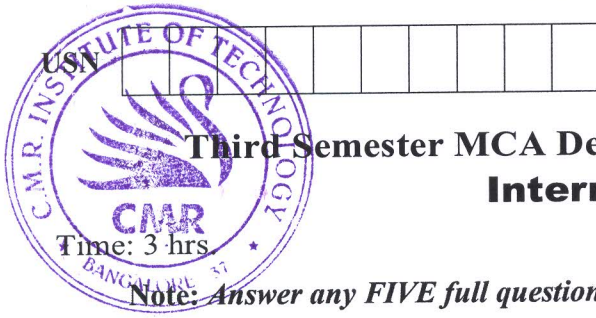 USN
C.M.R. INSTITUTE OF TECHNOLOGY
CMR
BANGALORE 37
Third Semester MCA De
Intern
Time: 3 hrs.
Note: Answer any FIVE full question